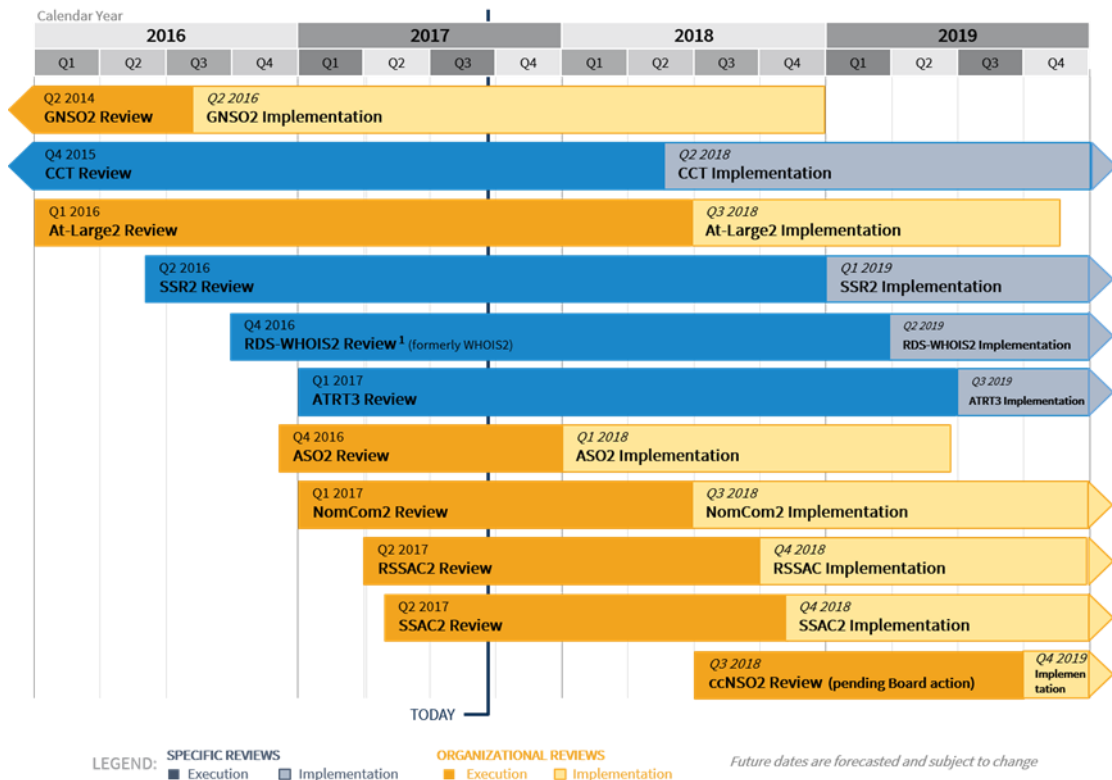 Calendar Year
2016 2017 2018 2019
Q1 Q2 Q3 Q4 Q1 Q2 Q3 Q4 Q1 Q2 Q3 Q4 Q1 Q2 Q3 Q4
Q2 2014 Q2 2016
GNSO2 Review GNSO2 Implementation
Q4 2015 Q2 2018
CCT Review CCT Implementation
Q1 2016 Q3 2018
At-Large2 Review At-Large2 Implementation
Q2 2016 Q1 2019
SSR2 Review SSR2 Implementation
Q4 2016 Q2 2019
RDS-WHOIS2 Review 1 (formerly WHOIS2) RDS-WHOIS2 Implementation
Q1 2017 Q3 2019
ATRT3 Review ATRT3 Implementation
Q4 2016 Q1 2018
ASO2 Review ASO2 Implementation
Q1 2017 Q3 2018
NomCom2 Review NomCom2 Implementation
Q2 2017 Q4 2018
RSSAC2 Review RSSAC Implementation
Q2 2017 Q4 2018
SSAC2 Review SSAC2 Implementation
Q3 2018 Q4 2019
ccNSO2 Review (pending Board action) Implemen
tation
TODAY
LEGEND: SPECIFIC REVIEWS ORGANIZATIONAL REVIEWS Future dates are forecasted and subject to change
Execution Implementation Execution Implementation